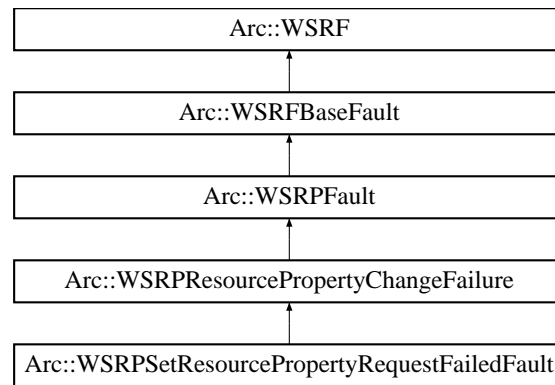 Arc::WSRF
Arc::WSRFBaseFault
Arc::WSRPFault
Arc::WSRPResourcePropertyChangeFailure
Arc::WSRPSetResourcePropertyRequestFailedFault